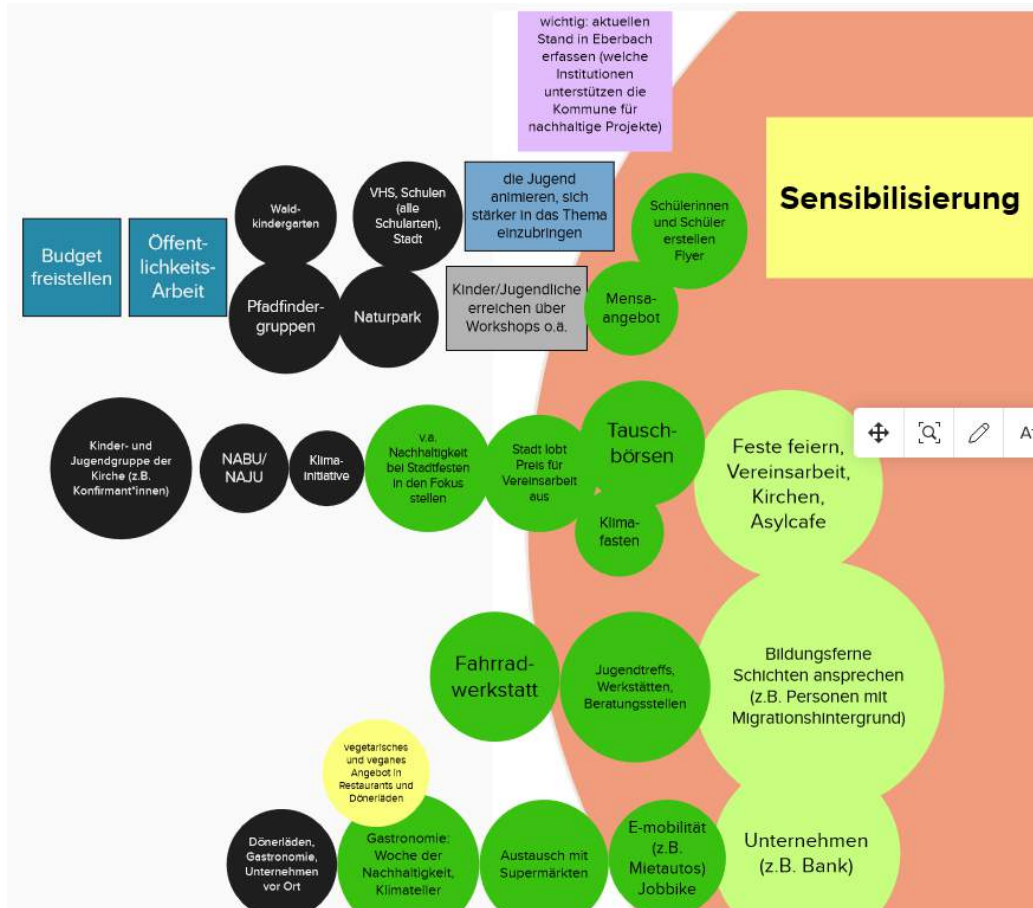 wichtig: aktuellen
Stand in Eberbach
erfassen (welche
Institutionen
unterstützen die
Kommune für
nachhaltige Projekte)
Sensibilisierung
Budget
freistellen
Öffent-
lichkeits-
Arbeit
Wald-
kindergarten
VHS, Schulen
(alle
Schularten),
Stadt
die Jugend
animieren, sich
stärker in das Thema
einzubringen
Schülerinnen
und Schüler
erstellen
Flyer
Pfadfinder-
gruppen
Naturpark
Kinder/Jugendliche
erreichen über
Workshops o.a.
Mensa-
angebot
Kinder- und
Jugendgruppe der
Kirche (z.B.
Konfirmant*innen)
NABU/
NAJU
Klima-
initiative
v.a.
Nachhaltigkeit
bei Stadtfesten
in den Fokus
stellen
Stadt lobt
Preis für
Vereinsarbeit
aus
Tausch-
börsen
Klima-
fasten
Feste feiern,
Vereinsarbeit,
Kirchen,
Asylcafe
A
Fahrrad-
werkstatt
Jugendtreffs,
Werkstätten,
Beratungsstellen
Bildungsferne
Schichten ansprechen
(z.B. Personen mit
Migrationshintergrund)
vegetarisches
und veganes
Angebot in
Restaurants und
Dönerläden
Dönerläden,
Gastronomie,
Unternehmen
vor Ort
Gastronomie:
Woche der
Nachhaltigkeit,
Klimateller
Austausch mit
Supermärkten
E-mobilität
(z.B.
Mietautos)
Jobbike
Unternehmen
(z.B. Bank)